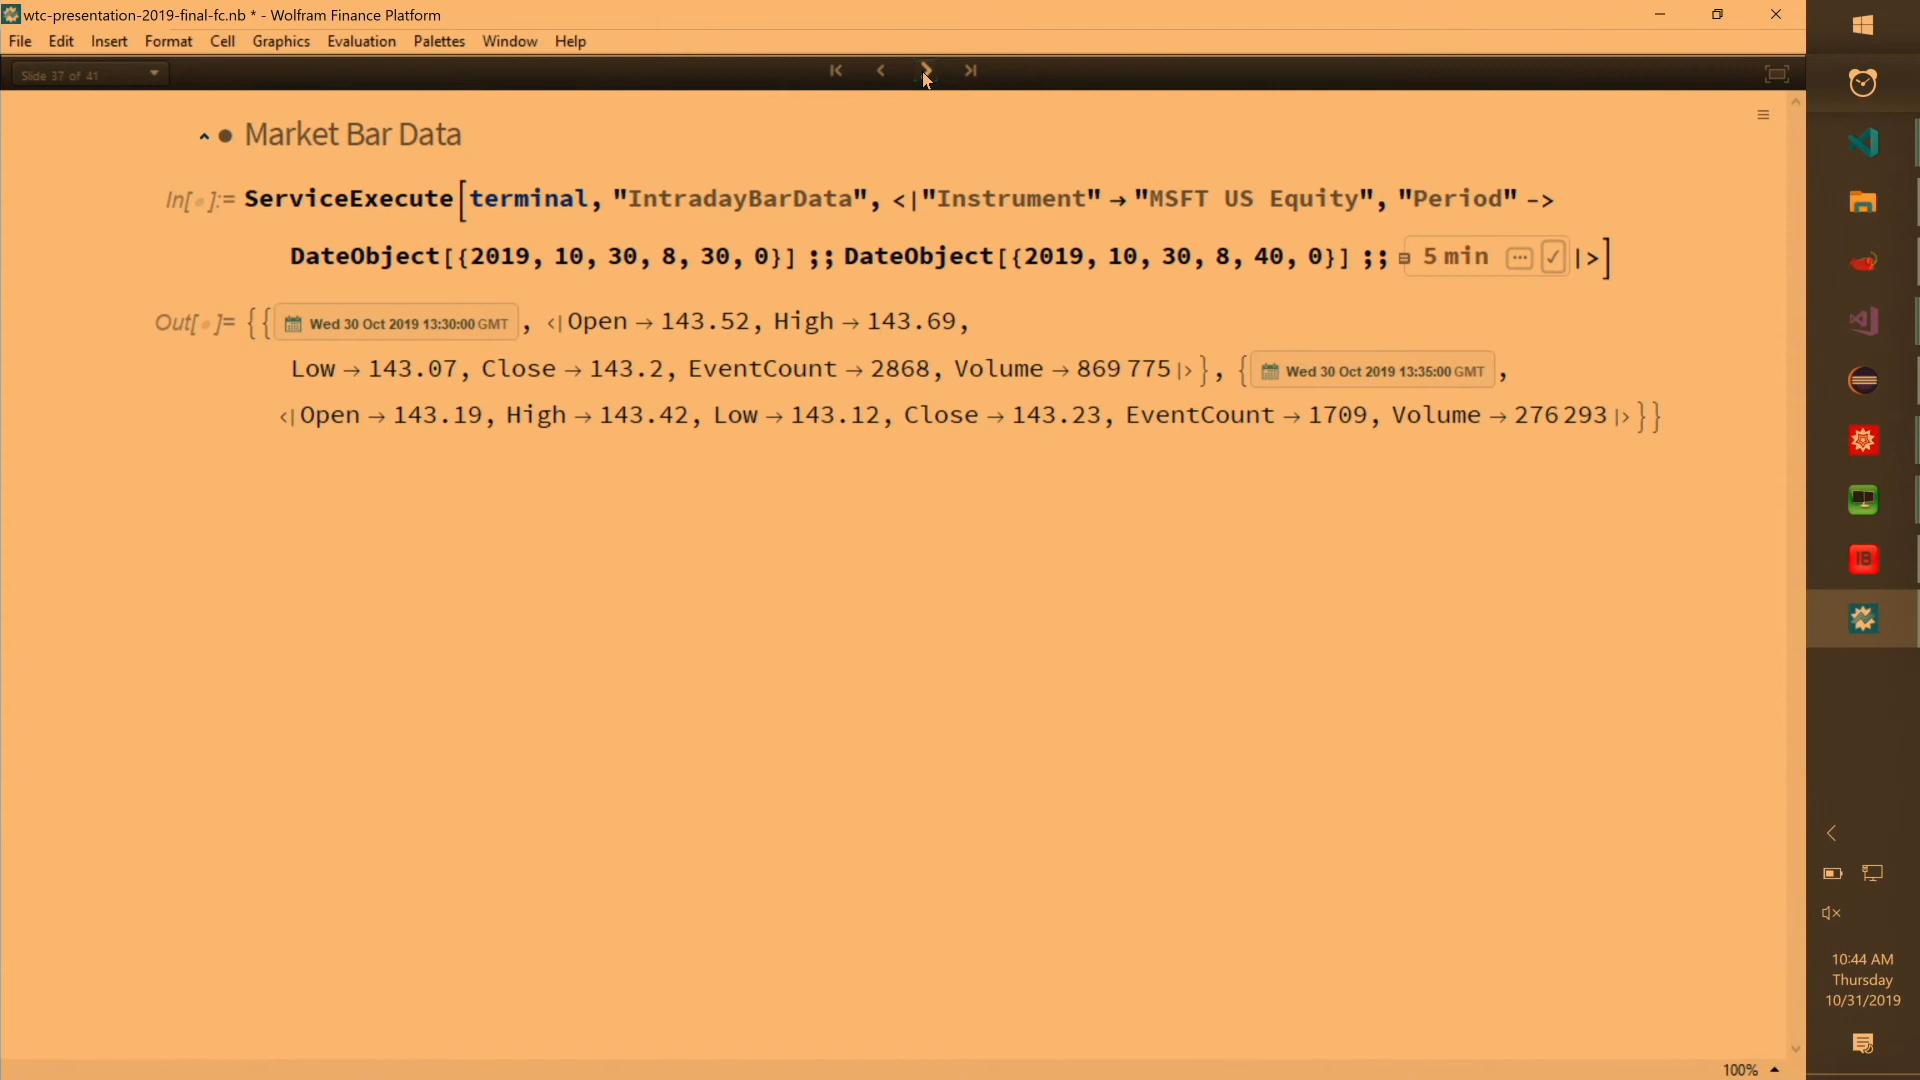 wtc-presentation-2019-final-fc.nb * - Wolfram Finance Platform
File Edit Insert Format Cell Graphics Evaluation Palettes Window Help
Slide 37 of 41
Market Bar Data
In[ ]:= ServiceExecute[terminal, "IntradayBarData", <|"Instrument" → "MSFT US Equity", "Period" ->
DateObject[{2019, 10, 30, 8, 30, 0}] ;; DateObject[{2019, 10, 30, 8, 40, 0}] ;; 5 min |>]
Out[ ]= {{ Wed 30 Oct 2019 13:30:00 GMT , <|Open → 143.52, High → 143.69,
Low → 143.07, Close → 143.2, EventCount → 2868, Volume → 869 775|>}, { Wed 30 Oct 2019 13:35:00 GMT ,
<|Open → 143.19, High → 143.42, Low → 143.12, Close → 143.23, EventCount → 1709, Volume → 276 293|>}}
IB
10:44 AM
Thursday
10/31/2019
100%